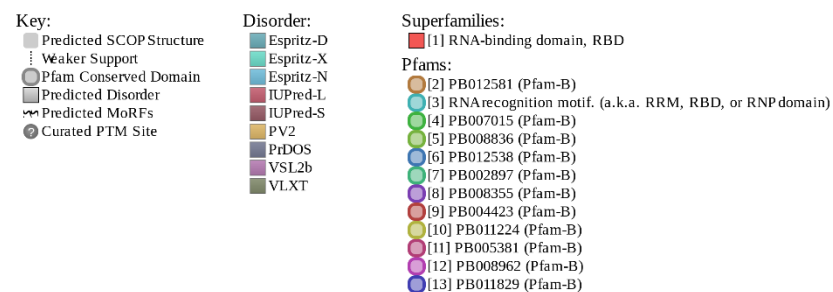 Key:
Predicted SCOP Structure
Weaker Support
Pfam Conserved Domain
Predicted Disorder
Predicted MoRFs
? Curated PTM Site
Disorder:
Espritz-D
Espritz-X
Espritz-N
IUPred-L
IUPred-S
PV2
PrDOS
VSL2b
VLXT
Superfamilies:
[1] RNA-binding domain, RBD
Pfams:
[2] PB012581 (Pfam-B)
[3] RNA recognition motif. (a.k.a. RRM, RBD, or RNP domain)
[4] PB007015 (Pfam-B)
[5] PB008836 (Pfam-B)
[6] PB012538 (Pfam-B)
[7] PB002897 (Pfam-B)
[8] PB008355 (Pfam-B)
[9] PB004423 (Pfam-B)
[10] PB011224 (Pfam-B)
[11] PB005381 (Pfam-B)
[12] PB008962 (Pfam-B)
[13] PB011829 (Pfam-B)